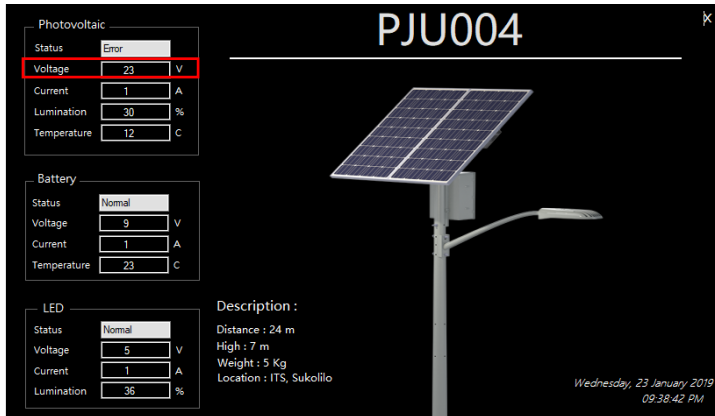 PJU004
X
Photovoltaic
Status Error
Voltage 23 V
Current 1 A
Lumination 30 %
Temperature 12 C
Battery
Status Normal
Voltage 9 V
Current 1 A
Temperature 23 C
LED
Status Normal
Voltage 5 V
Current 1 A
Lumination 36 %
Description :
Distance : 24 m
High : 7 m
Weight : 5 Kg
Location : ITS, Sukolilo
Wednesday, 23 January 2019
09:38:42 PM